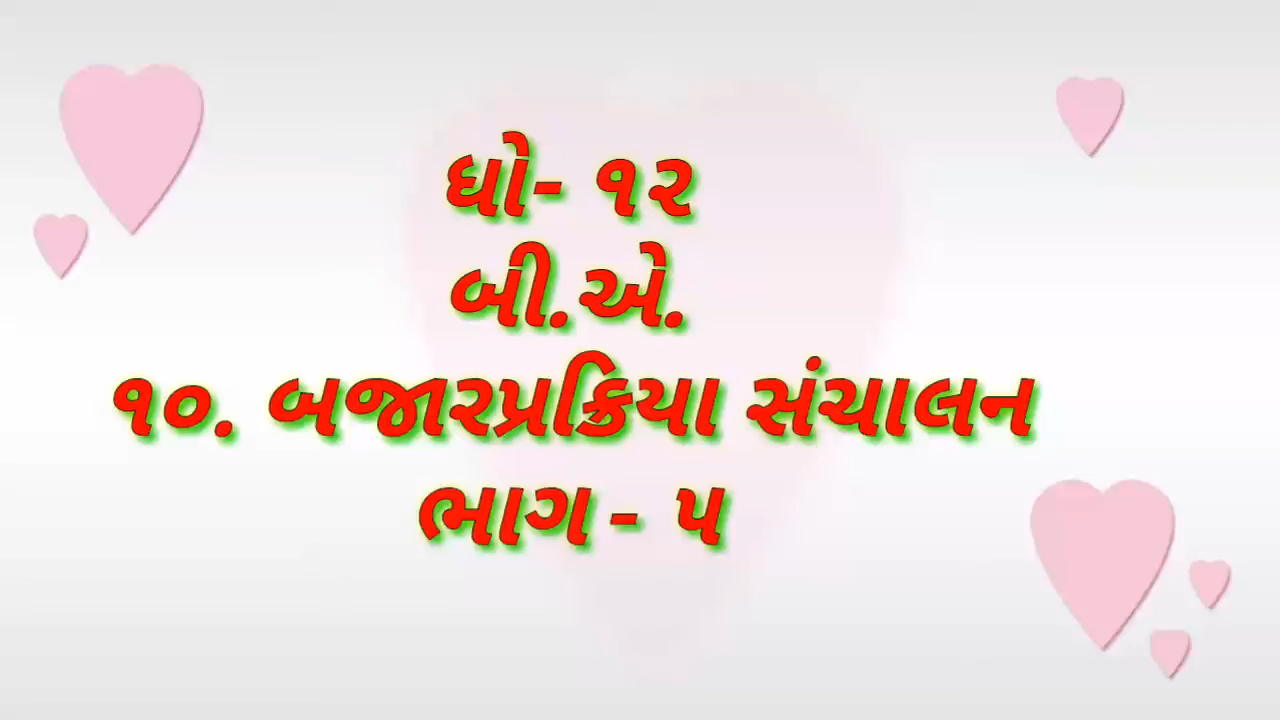 ધો- ૧૨
બી.એ.
૧૦. બજારપ્રક્રિયા સંચાલન
ભાગ - ૫